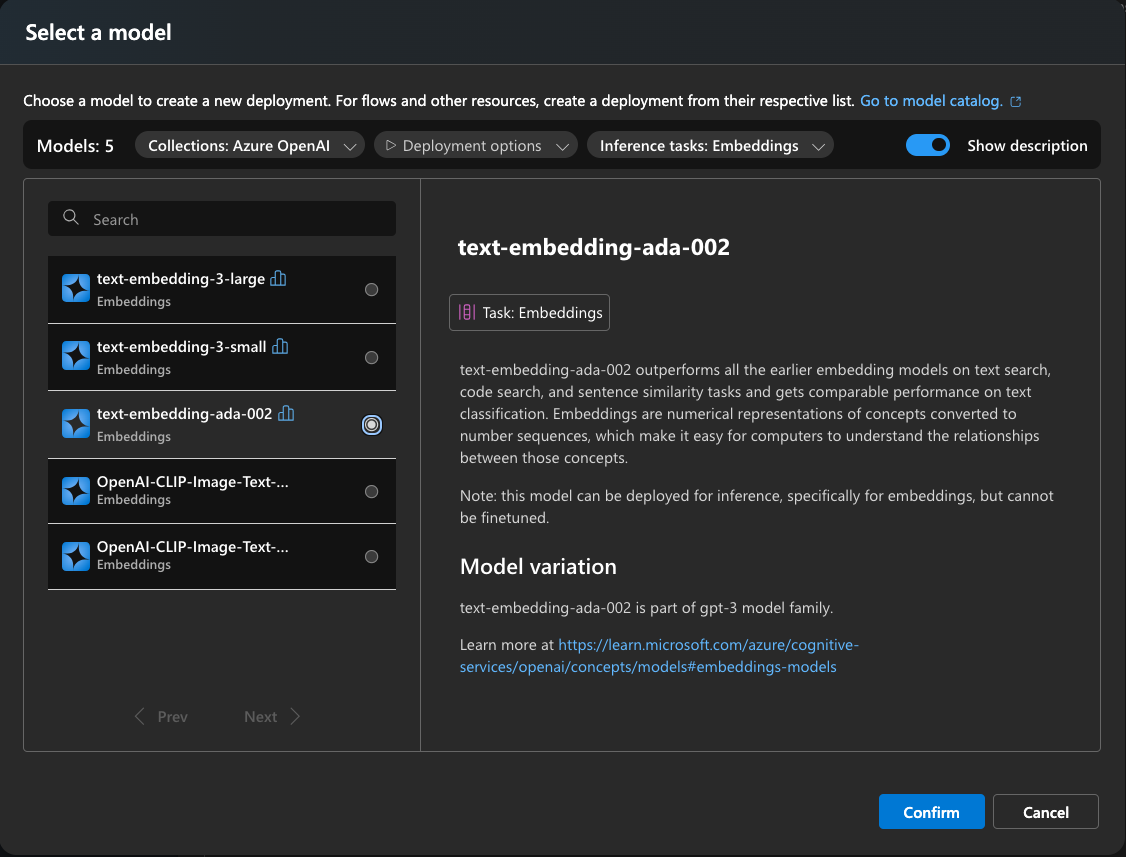 Select a model
Choose a model to create a new deployment. For flows and other resources, create a deployment from their respective list. Go to model catalog.
Models: 5
Collections: Azure OpenAI
Deployment options
Inference tasks: Embeddings
Show description
Search
text-embedding-3-large
Embeddings
text-embedding-3-small
Embeddings
text-embedding-ada-002
Embeddings
OpenAI-CLIP-Image-Text-...
Embeddings
OpenAI-CLIP-Image-Text-...
Embeddings
Prev
Next
text-embedding-ada-002
Task: Embeddings
text-embedding-ada-002 outperforms all the earlier embedding models on text search,
code search, and sentence similarity tasks and gets comparable performance on text
classification. Embeddings are numerical representations of concepts converted to
number sequences, which make it easy for computers to understand the relationships
between those concepts.
Note: this model can be deployed for inference, specifically for embeddings, but cannot
be finetuned.
Model variation
text-embedding-ada-002 is part of gpt-3 model family.
Learn more at https://learn.microsoft.com/azure/cognitive-
services/openai/concepts/models#embeddings-models
Confirm
Cancel